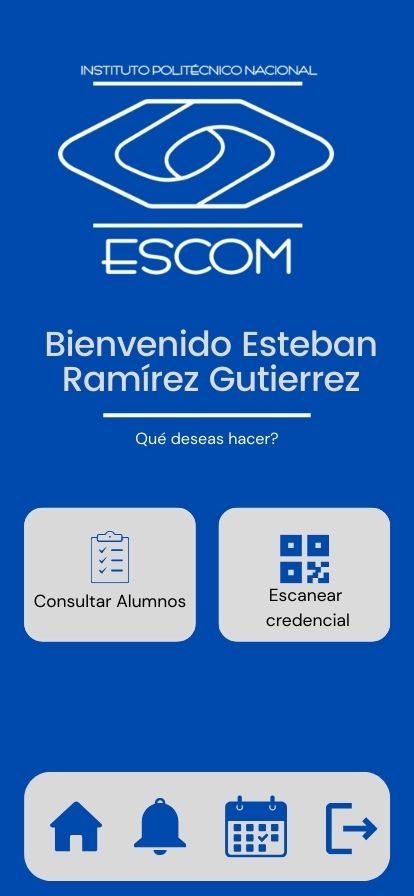 INSTITUTO POLITÉCNICO NACIONAL
ESCOM
Bienvenido Esteban
Ramírez Gutierrez
Qué deseas hacer?
Consultar Alumnos
Escanear
credencial